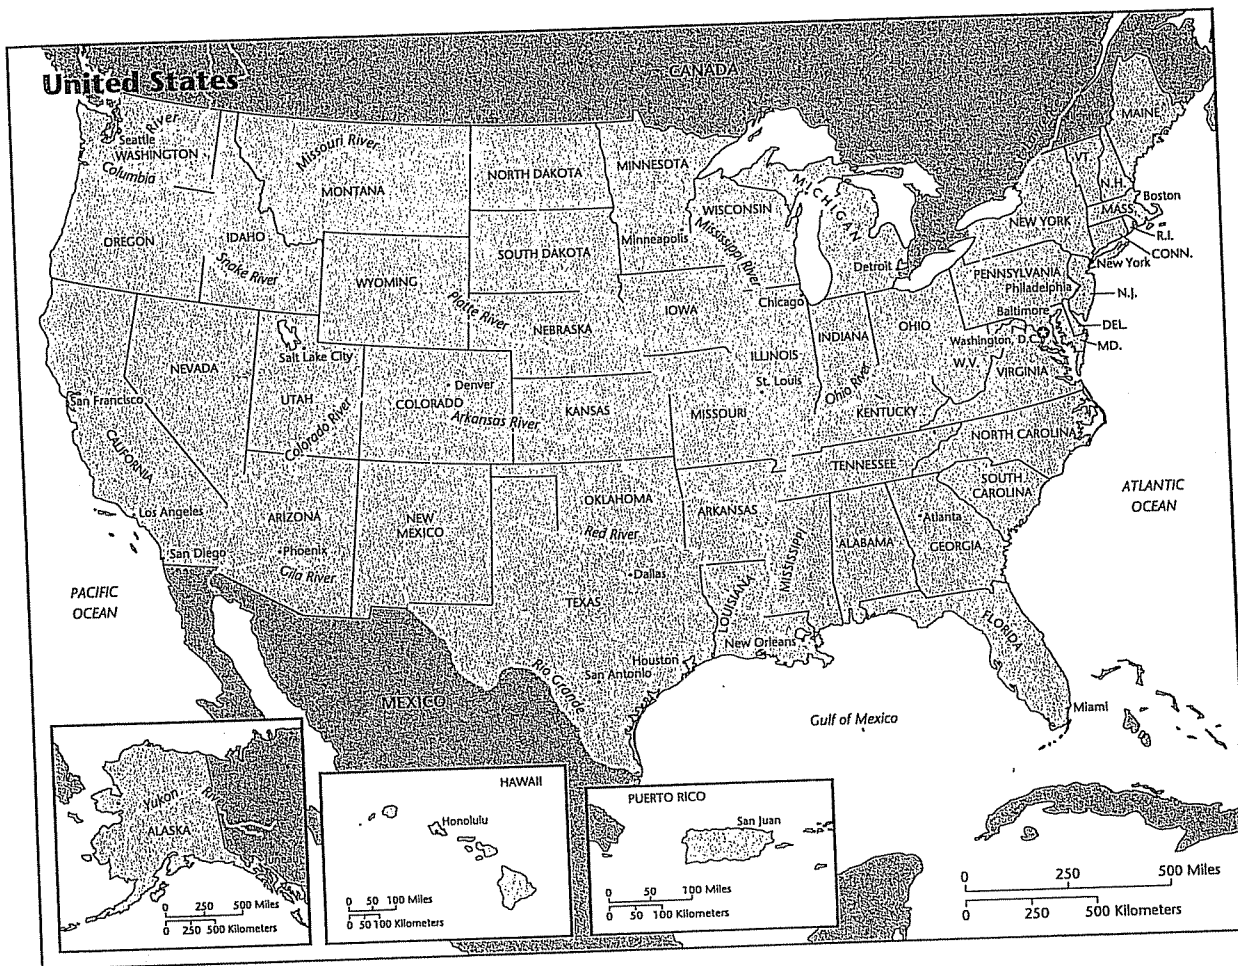 United States
CANADA
Seattle
River
WASHINGTON
Columbia
Missouri River
MONTANA
NORTH DAKOTA
MINNESOTA
MICHIGAN
MAINE
VT.
N.H.
Boston
MASS.
R.I.
CONN.
NEW YORK
New York
OREGON
IDAHO
Snake River
WYOMING
SOUTH DAKOTA
Minneapolis
WISCONSIN
Mississippi River
Detroit
PENNSYLVANIA
Philadelphia
N.J.
Baltimore
DEL.
Washington, D.C.
MD.
Platte River
NEBRASKA
IOWA
Chicago
INDIANA
OHIO
Salt Lake City
NEVADA
UTAH
Denver
COLORADO
Colorado River
Arkansas River
KANSAS
ILLINOIS
St. Louis
MISSOURI
Ohio River
KENTUCKY
W.V.
VIRGINIA
San Francisco
CALIFORNIA
NORTH CAROLINA
TENNESSEE
SOUTH
CAROLINA
ATLANTIC
OCEAN
Los Angeles
San Diego
ARIZONA
Phoenix
Gila River
NEW
MEXICO
OKLAHOMA
Red River
ARKANSAS
MISSISSIPPI
ALABAMA
Atlanta
GEORGIA
Dallas
TEXAS
LOUISIANA
New Orleans
FLORIDA
PACIFIC
OCEAN
Houston
San Antonio
Rio Grande
MEXICO
Gulf of Mexico
Miami
Yukon
ALASKA
Juneau
0 250 500 Miles
0 250 500 Kilometers
HAWAII
Honolulu
0 50 100 Miles
0 50 100 Kilometers
PUERTO RICO
San Juan
0 50 100 Miles
0 50 100 Kilometers
0 250 500 Miles
0 250 500 Kilometers